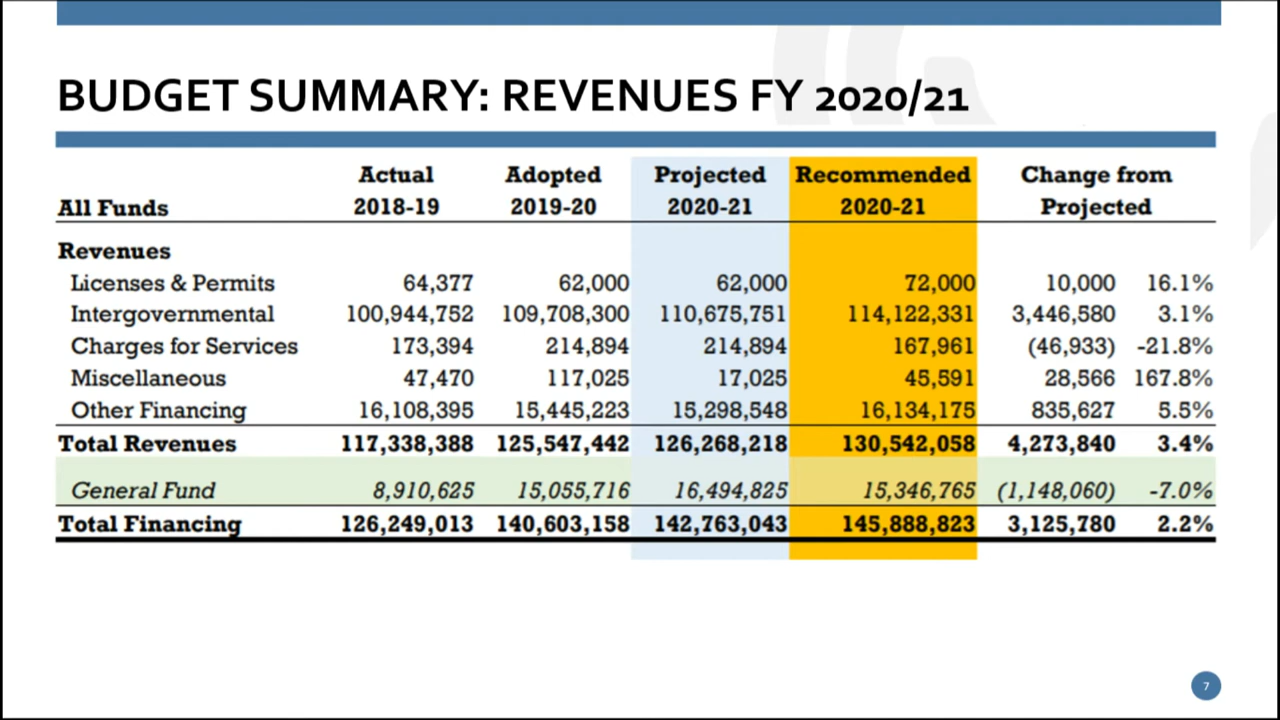 BUDGET SUMMARY: REVENUES FY 2020/21
Actual Adopted Projected Recommended Change from
All Funds 2018-19 2019-20 2020-21 2020-21 Projected
Revenues
Licenses & Permits 64,377 62,000 62,000 72,000 10,000 16.1%
Intergovernmental 100,944,752 109,708,300 110,675,751 114,122,331 3,446,580 3.1%
Charges for Services 173,394 214,894 214,894 167,961 (46,933) -21.8%
Miscellaneous 47,470 117,025 17,025 45,591 28,566 167.8%
Other Financing 16,108,395 15,445,223 15,298,548 16,134,175 835,627 5.5%
Total Revenues 117,338,388 125,547,442 126,268,218 130,542,058 4,273,840 3.4%
General Fund 8,910,625 15,055,716 16,494,825 15,346,765 (1,148,060) -7.0%
Total Financing 126,249,013 140,603,158 142,763,043 145,888,823 3,125,780 2.2%
7